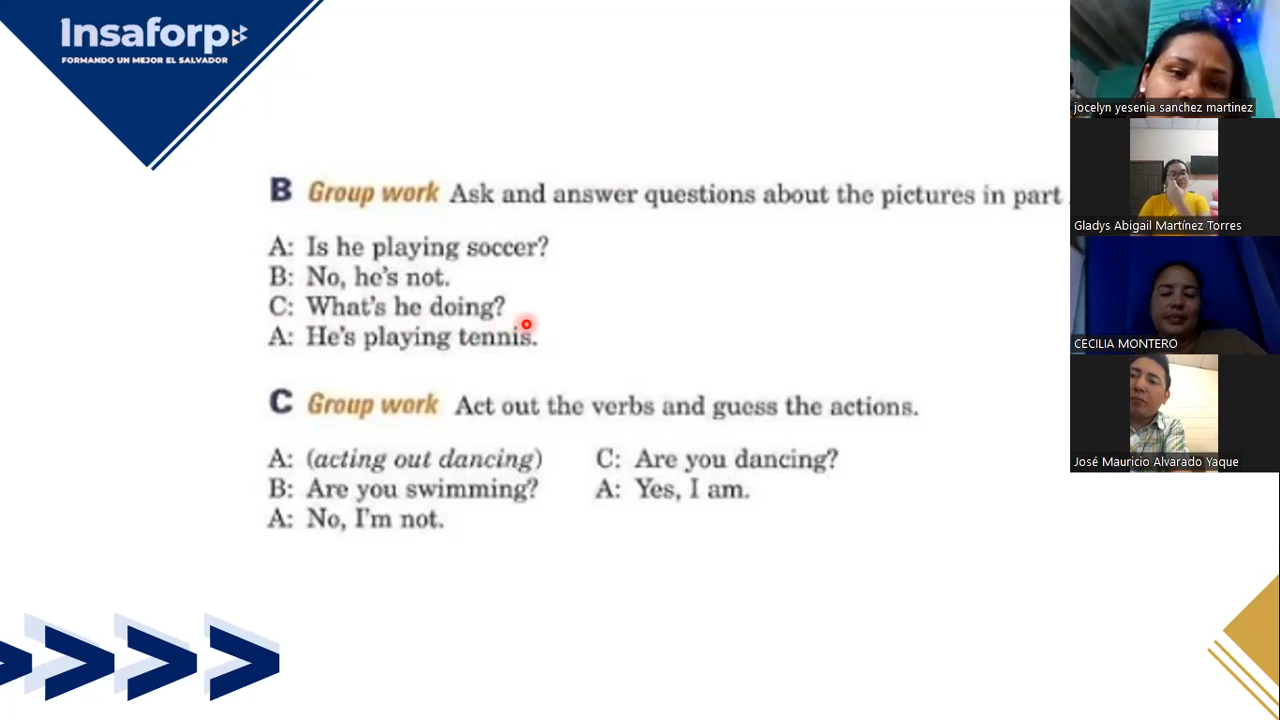 Insaforp
FORMANDO UN MEJOR EL SALVADOR
B Group work Ask and answer questions about the pictures in part
A: Is he playing soccer?
B: No, he's not.
C: What's he doing?
A: He's playing tennis.
C Group work Act out the verbs and guess the actions.
A: (acting out dancing)
B: Are you swimming?
A: No, I'm not.
C: Are you dancing?
A: Yes, I am.
jocelyn yesenia sanchez martinez
Gladys Abigail Martínez Torres
CECILIA MONTERO
José Mauricio Alvarado Yaque